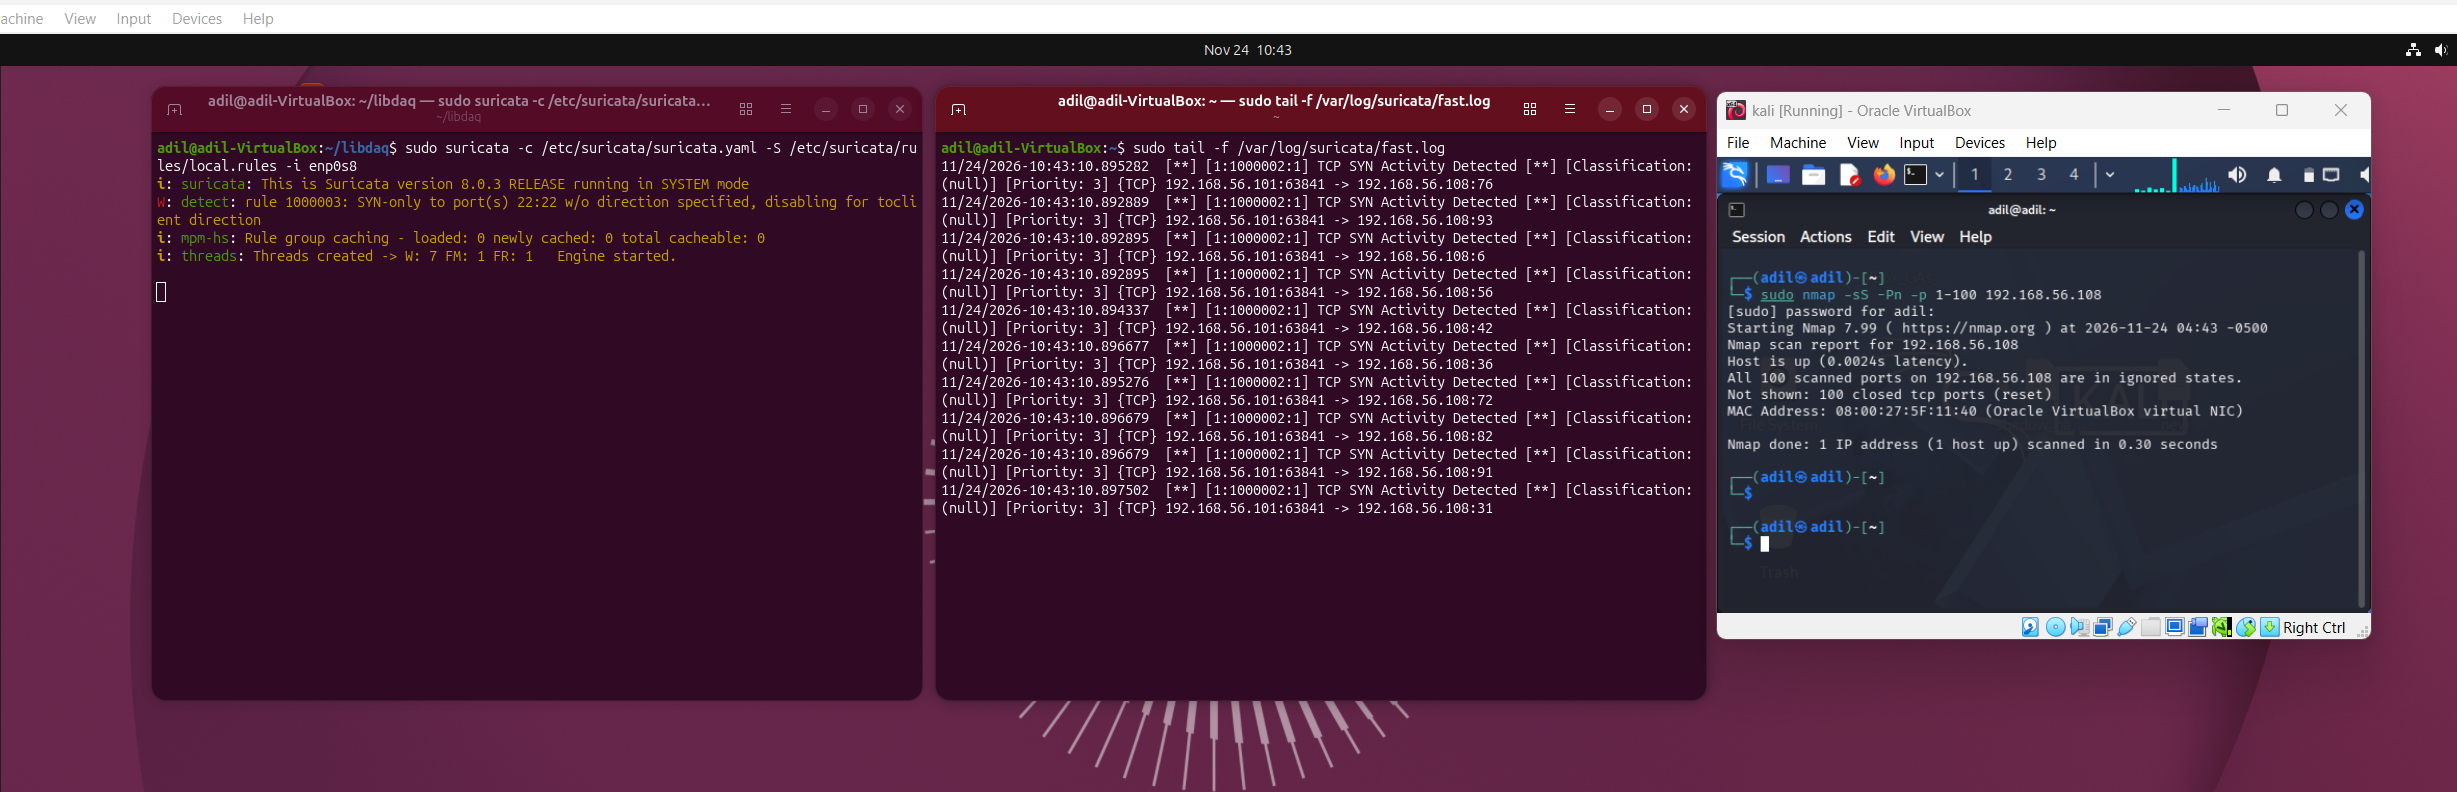 achine View Input Devices Help
Nov 24 10:43
adil@adil-VirtualBox: ~/libdaq — sudo suricata -c /etc/suricata/suricata…
~/libdaq
adil@adil-VirtualBox:~/libdaq$ sudo suricata -c /etc/suricata/suricata.yaml -S /etc/suricata/ru
les/local.rules -i enp0s8
i: suricata: This is Suricata version 8.0.3 RELEASE running in SYSTEM mode
W: detect: rule 1000003: SYN-only to port(s) 22:22 w/o direction specified, disabling for tocli
ent direction
i: mpm-hs: Rule group caching - loaded: 0 newly cached: 0 total cacheable: 0
i: threads: Threads created -> W: 7 FM: 1 FR: 1   Engine started.
adil@adil-VirtualBox: ~ — sudo tail -f /var/log/suricata/fast.log
~
adil@adil-VirtualBox:~$ sudo tail -f /var/log/suricata/fast.log
11/24/2026-10:43:10.895282  [**] [1:1000002:1] TCP SYN Activity Detected [**] [Classification:
(null)] [Priority: 3] {TCP} 192.168.56.101:63841 -> 192.168.56.108:76
11/24/2026-10:43:10.892889  [**] [1:1000002:1] TCP SYN Activity Detected [**] [Classification:
(null)] [Priority: 3] {TCP} 192.168.56.101:63841 -> 192.168.56.108:93
11/24/2026-10:43:10.892895  [**] [1:1000002:1] TCP SYN Activity Detected [**] [Classification:
(null)] [Priority: 3] {TCP} 192.168.56.101:63841 -> 192.168.56.108:6
11/24/2026-10:43:10.892895  [**] [1:1000002:1] TCP SYN Activity Detected [**] [Classification:
(null)] [Priority: 3] {TCP} 192.168.56.101:63841 -> 192.168.56.108:56
11/24/2026-10:43:10.894337  [**] [1:1000002:1] TCP SYN Activity Detected [**] [Classification:
(null)] [Priority: 3] {TCP} 192.168.56.101:63841 -> 192.168.56.108:42
11/24/2026-10:43:10.896677  [**] [1:1000002:1] TCP SYN Activity Detected [**] [Classification:
(null)] [Priority: 3] {TCP} 192.168.56.101:63841 -> 192.168.56.108:36
11/24/2026-10:43:10.895276  [**] [1:1000002:1] TCP SYN Activity Detected [**] [Classification:
(null)] [Priority: 3] {TCP} 192.168.56.101:63841 -> 192.168.56.108:72
11/24/2026-10:43:10.896679  [**] [1:1000002:1] TCP SYN Activity Detected [**] [Classification:
(null)] [Priority: 3] {TCP} 192.168.56.101:63841 -> 192.168.56.108:82
11/24/2026-10:43:10.896679  [**] [1:1000002:1] TCP SYN Activity Detected [**] [Classification:
(null)] [Priority: 3] {TCP} 192.168.56.101:63841 -> 192.168.56.108:91
11/24/2026-10:43:10.897502  [**] [1:1000002:1] TCP SYN Activity Detected [**] [Classification:
(null)] [Priority: 3] {TCP} 192.168.56.101:63841 -> 192.168.56.108:31
kali [Running] - Oracle VirtualBox
File Machine View Input Devices Help
1 2 3 4
adil@adil: ~
Session Actions Edit View Help
┌──(adil㉿adil)-[~]
└─$ sudo nmap -sS -Pn -p 1-100 192.168.56.108
[sudo] password for adil:
Starting Nmap 7.99 ( https://nmap.org ) at 2026-11-24 04:43 -0500
Nmap scan report for 192.168.56.108
Host is up (0.0024s latency).
All 100 scanned ports on 192.168.56.108 are in ignored states.
Not shown: 100 closed tcp ports (reset)
MAC Address: 08:00:27:5F:11:40 (Oracle VirtualBox virtual NIC)
File System
Nmap done: 1 IP address (1 host up) scanned in 0.30 seconds
┌──(adil㉿adil)-[~]
└─$
┌──(adil㉿adil)-[~]
└─$
Trash
Right Ctrl